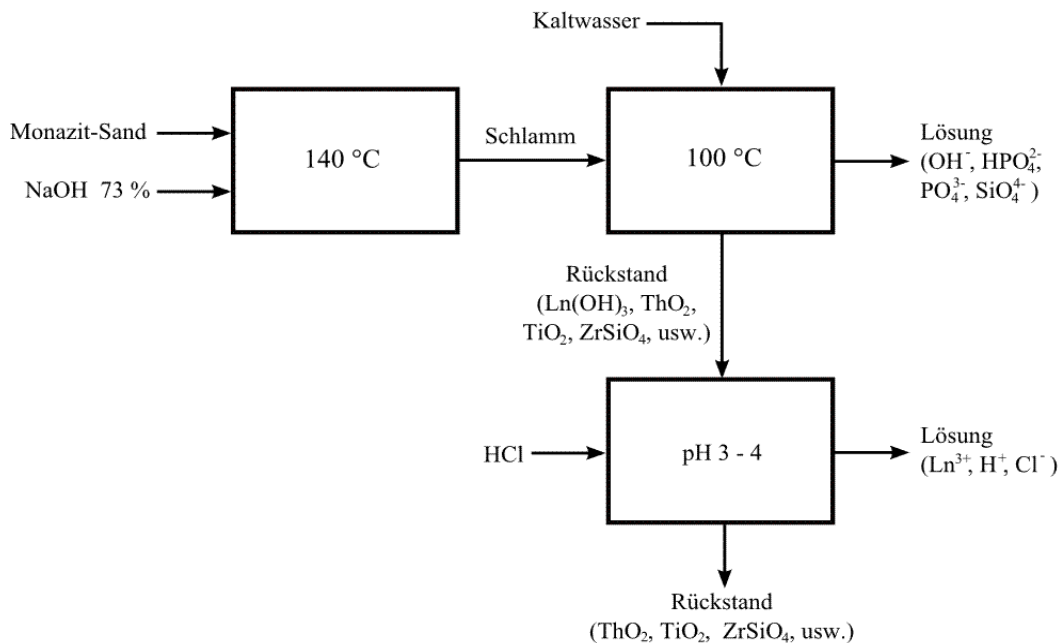 Kaltwasser
Monazit-Sand
NaOH 73 %
140 °C
Schlamm
100 °C
Lösung
(OH⁻, HPO₄²⁻,
PO₄³⁻, SiO₄⁴⁻)
Rückstand
(Ln(OH)₃, ThO₂,
TiO₂, ZrSiO₄, usw.)
HCl
pH 3 - 4
Lösung
(Ln³⁺, H⁺, Cl⁻)
Rückstand
(ThO₂, TiO₂, ZrSiO₄, usw.)